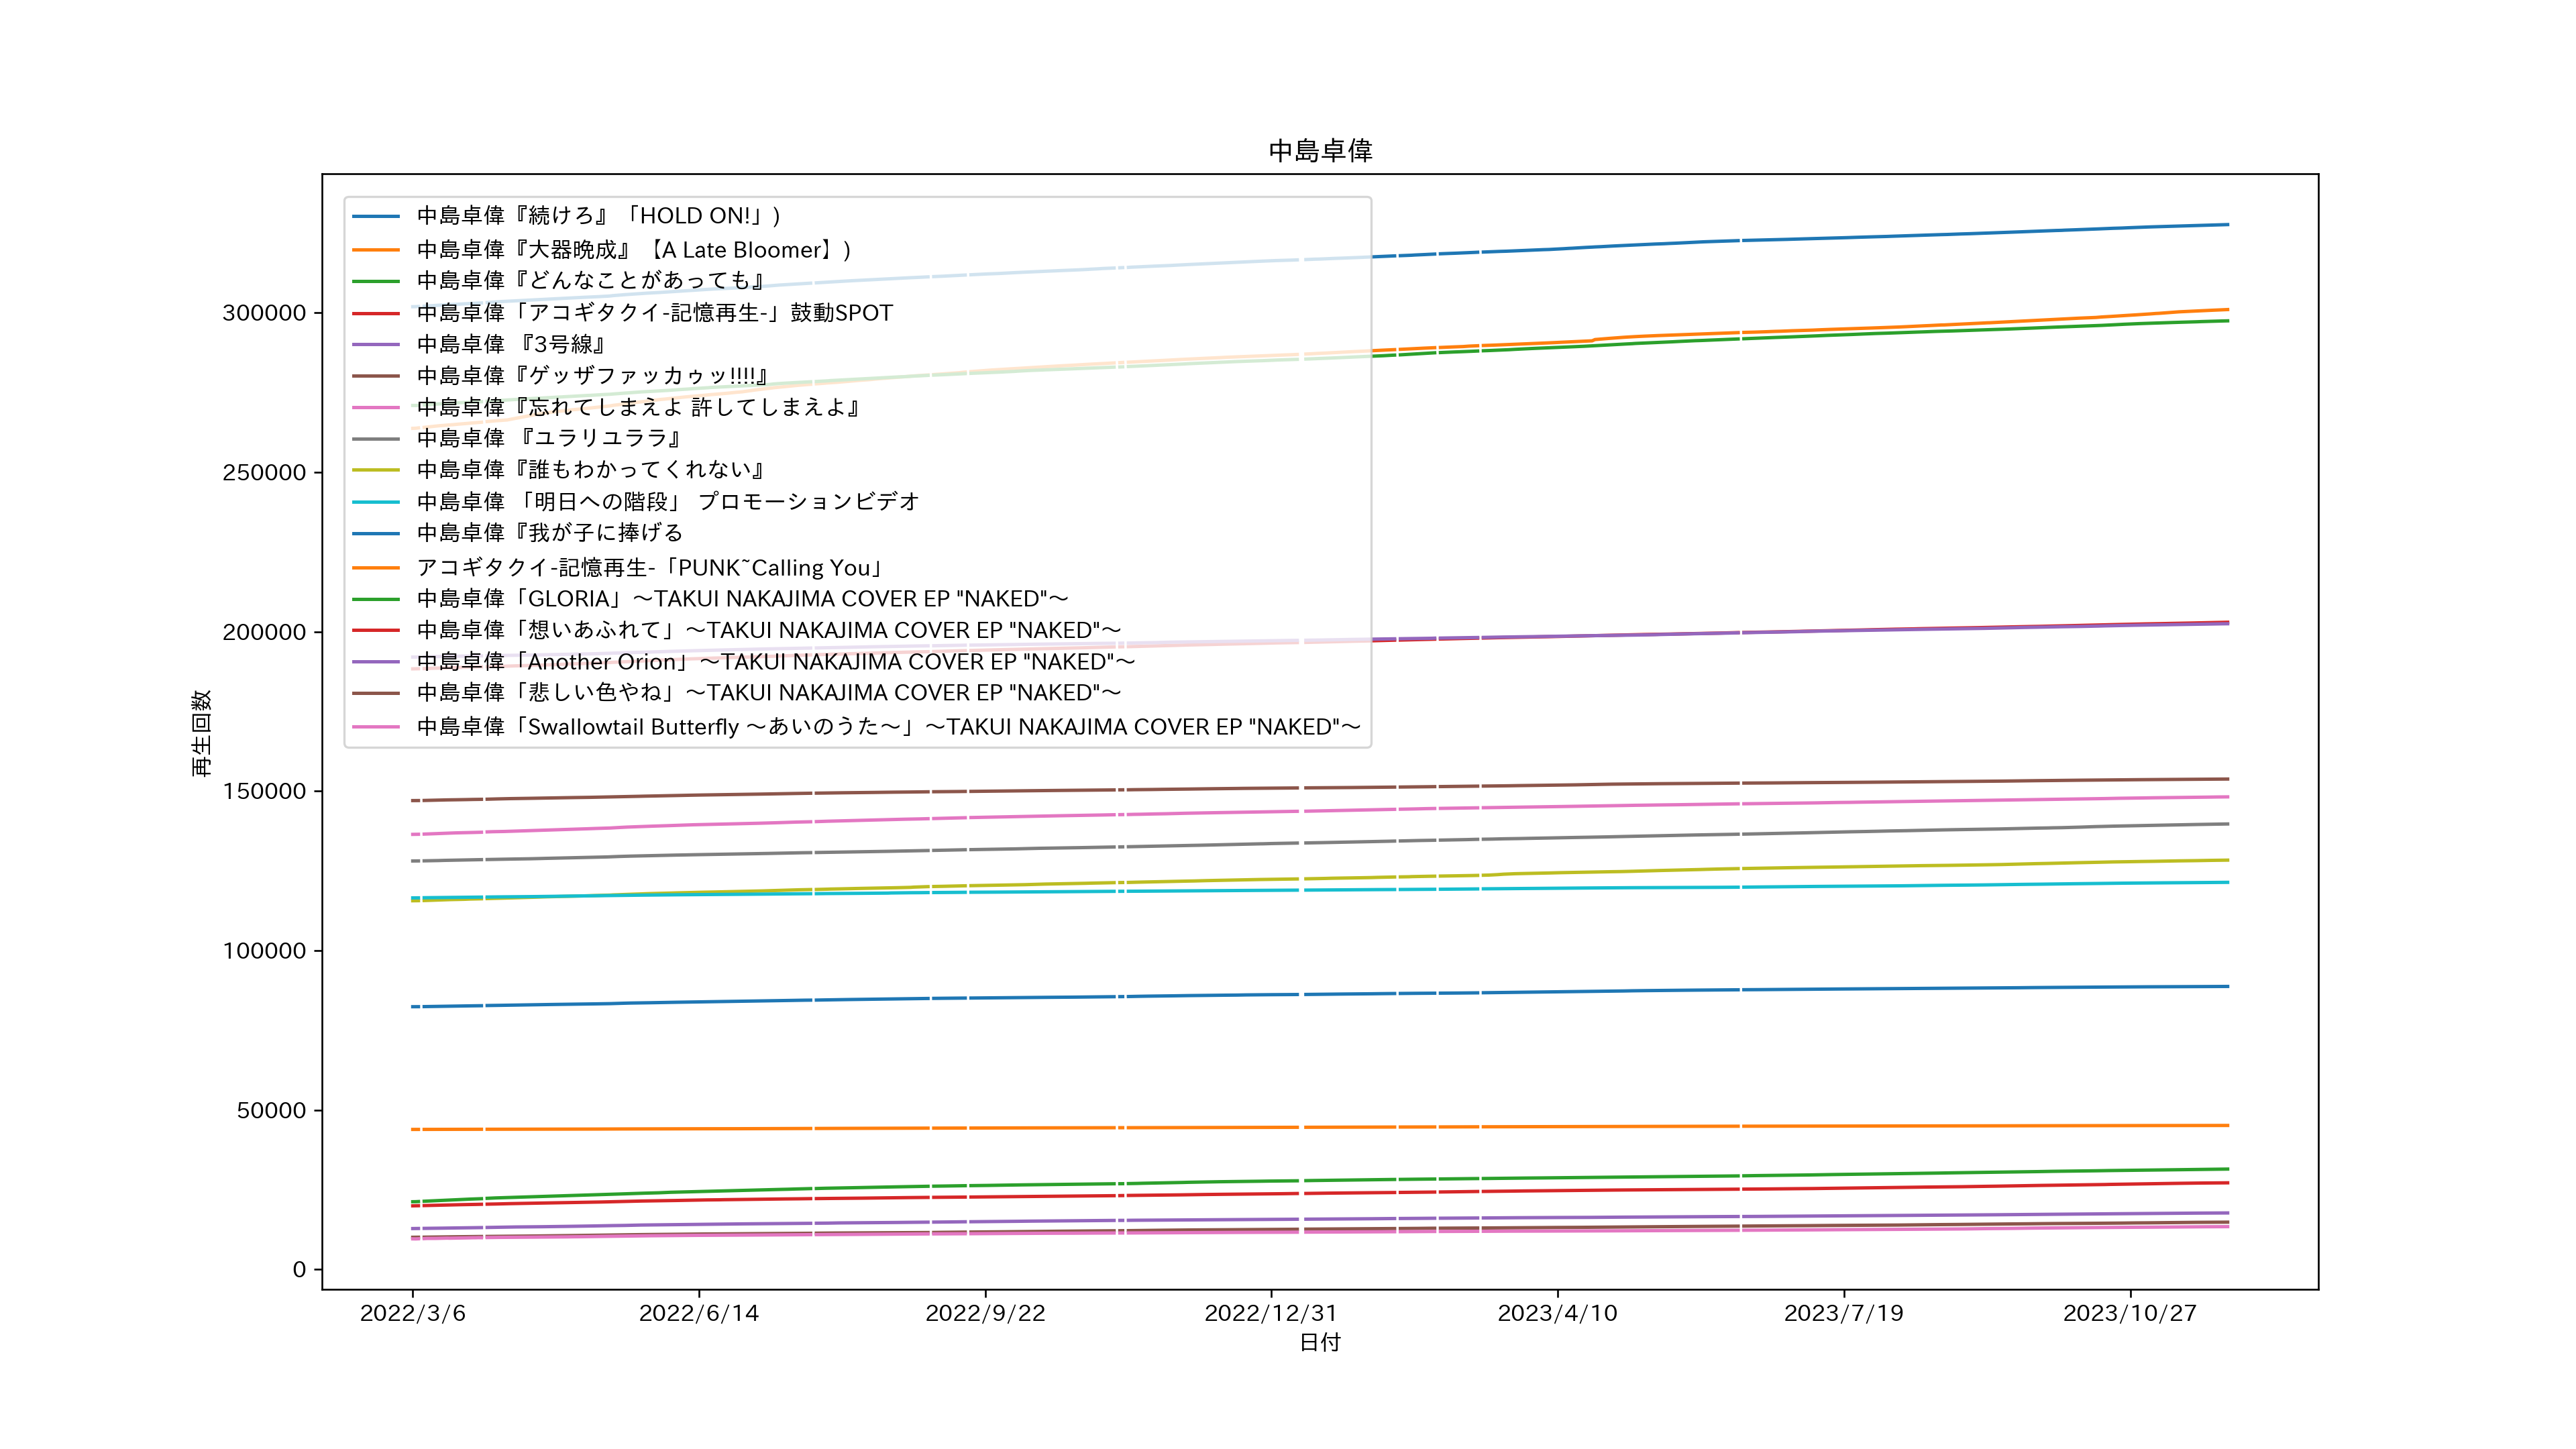 中島卓偉
中島卓偉『続けろ』「HOLD ON!」)
中島卓偉『大器晩成』【A Late Bloomer】)
中島卓偉『どんなことがあっても』
中島卓偉「アコギタクイ-記憶再生-」鼓動SPOT
中島卓偉 『3号線』
中島卓偉『ゲッザファッカゥッ!!!!』
中島卓偉『忘れてしまえよ 許してしまえよ』
中島卓偉 『ユラリユララ』
中島卓偉『誰もわかってくれない』
中島卓偉 「明日への階段」 プロモーションビデオ
中島卓偉『我が子に捧げる
アコギタクイ-記憶再生-「PUNK~Calling You」
中島卓偉「GLORIA」～TAKUI NAKAJIMA COVER EP "NAKED"～
中島卓偉「想いあふれて」～TAKUI NAKAJIMA COVER EP "NAKED"～
中島卓偉「Another Orion」～TAKUI NAKAJIMA COVER EP "NAKED"～
中島卓偉「悲しい色やね」～TAKUI NAKAJIMA COVER EP "NAKED"～
中島卓偉「Swallowtail Butterfly ～あいのうた～」～TAKUI NAKAJIMA COVER EP "NAKED"～
再生回数
300000
250000
200000
150000
100000
50000
0
2022/3/6
2022/6/14
2022/9/22
2022/12/31
2023/4/10
2023/7/19
2023/10/27
日付